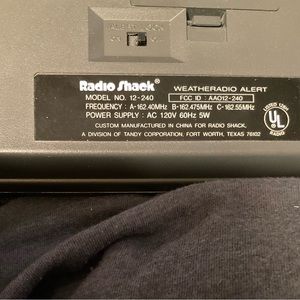 ON
Radio Shack® WEATHERADIO ALERT
MODEL NO. 12-240 FCC ID : AAO12-240
FREQUENCY : A-162.40MHz B-162.475MHz C-162.55MHz
POWER SUPPLY : AC 120V 60Hz 5W
CUSTOM MANUFACTURED IN CHINA FOR RADIO SHACK,
A DIVISION OF TANDY CORPORATION, FORT WORTH, TEXAS 76102
UL